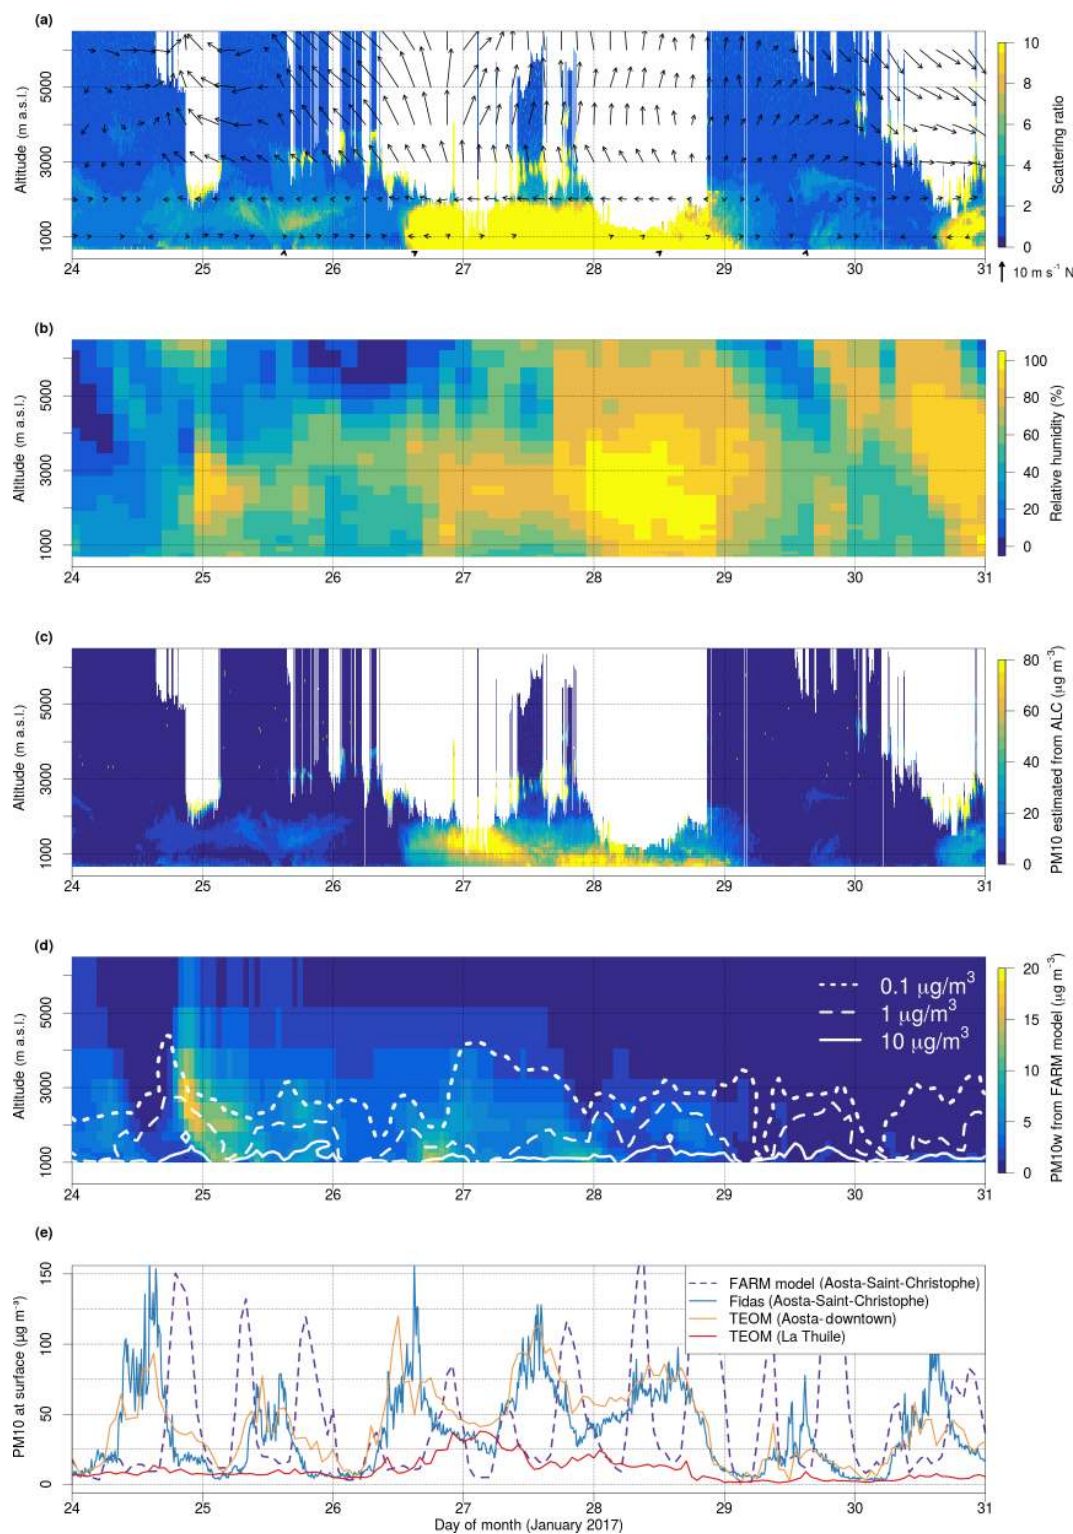 (a)
Altitude (m a.s.l.)
1000 3000 5000
24 25 26 27 28 29 30 31
0 2 4 6 8 10
Scattering ratio
10 m s⁻¹ N
(b)
Altitude (m a.s.l.)
1000 3000 5000
24 25 26 27 28 29 30 31
0 20 40 60 80 100
Relative humidity (%)
(c)
Altitude (m a.s.l.)
1000 3000 5000
24 25 26 27 28 29 30 31
0 20 40 60 80
PM10 estimated from ALC (µg m⁻³)
(d)
Altitude (m a.s.l.)
1000 3000 5000
0.1 µg/m³
1 µg/m³
10 µg/m³
24 25 26 27 28 29 30 31
0 5 10 15 20
PM10w from FARM model (µg m⁻³)
(e)
PM10 at surface (µg m⁻³)
0 50 100 150
FARM model (Aosta-Saint-Christophe)
Fidas (Aosta-Saint-Christophe)
TEOM (Aosta-downtown)
TEOM (La Thuile)
24 25 26 27 28 29 30 31
Day of month (January 2017)